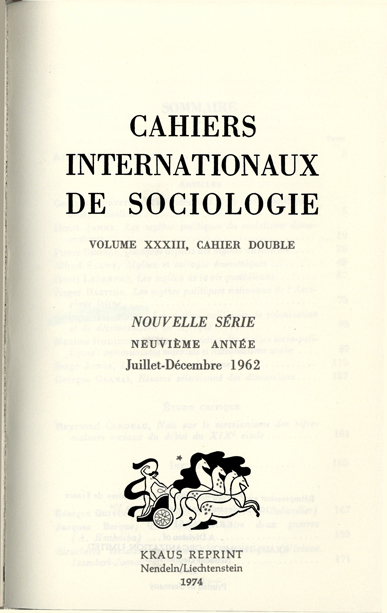 CAHIERS
INTERNATIONAUX
DE SOCIOLOGIE
VOLUME XXXIII, CAHIER DOUBLE
NOUVELLE SÉRIE
NEUVIÈME ANNÉE
Juillet-Décembre 1962
KRAUS REPRINT
Nendeln/Liechtenstein
1974